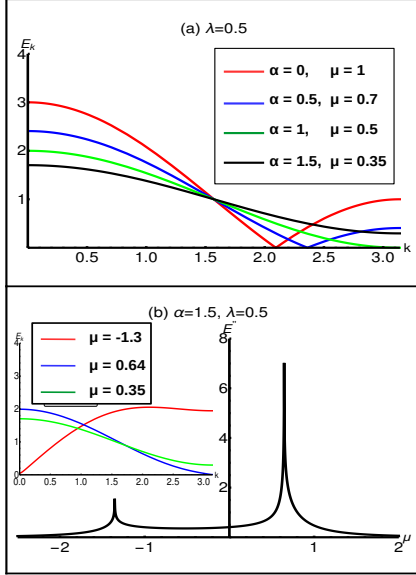 (a) λ=0.5
E_k
4
3
2
1
α = 0, μ = 1
α = 0.5, μ = 0.7
α = 1, μ = 0.5
α = 1.5, μ = 0.35
0.5 1.0 1.5 2.0 2.5 3.0 k
(b) α=1.5, λ=0.5
E''
8
6
4
2
-2 -1 0 1 2 μ
μ = -1.3
μ = 0.64
μ = 0.35
E_k
4
3
2
1
0
0.0 0.5 1.0 1.5 2.0 2.5 3.0 k